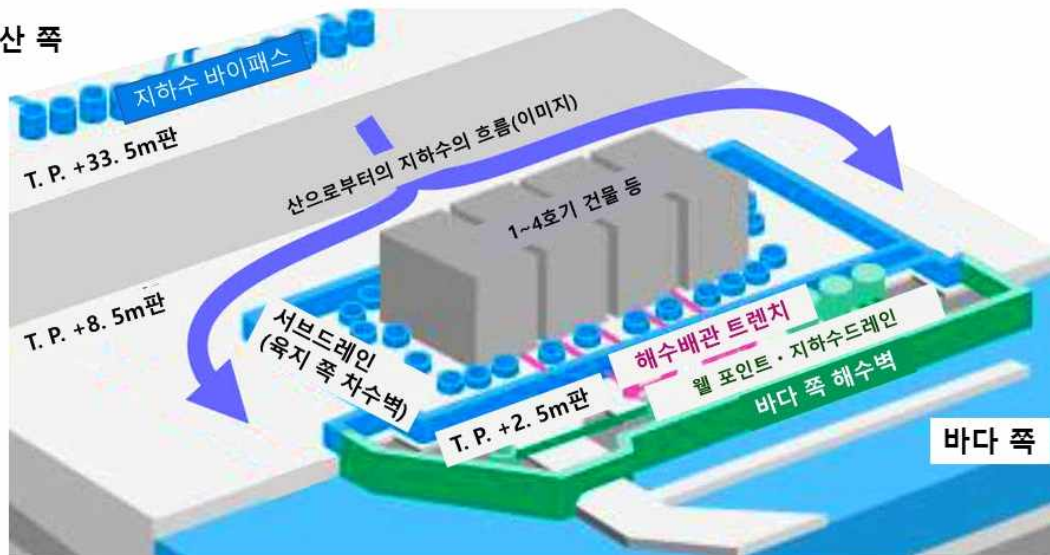 산 쪽
지하수 바이패스
T. P. +33. 5m판
산으로부터의 지하수의 흐름(이미지)
1~4호기 건물 등
T. P. +8. 5m판
서브드레인
(육지 쪽 차수벽)
해수배관 트렌치
웰 포인트・지하수드레인
바다 쪽 해수벽
T. P. +2. 5m판
바다 쪽